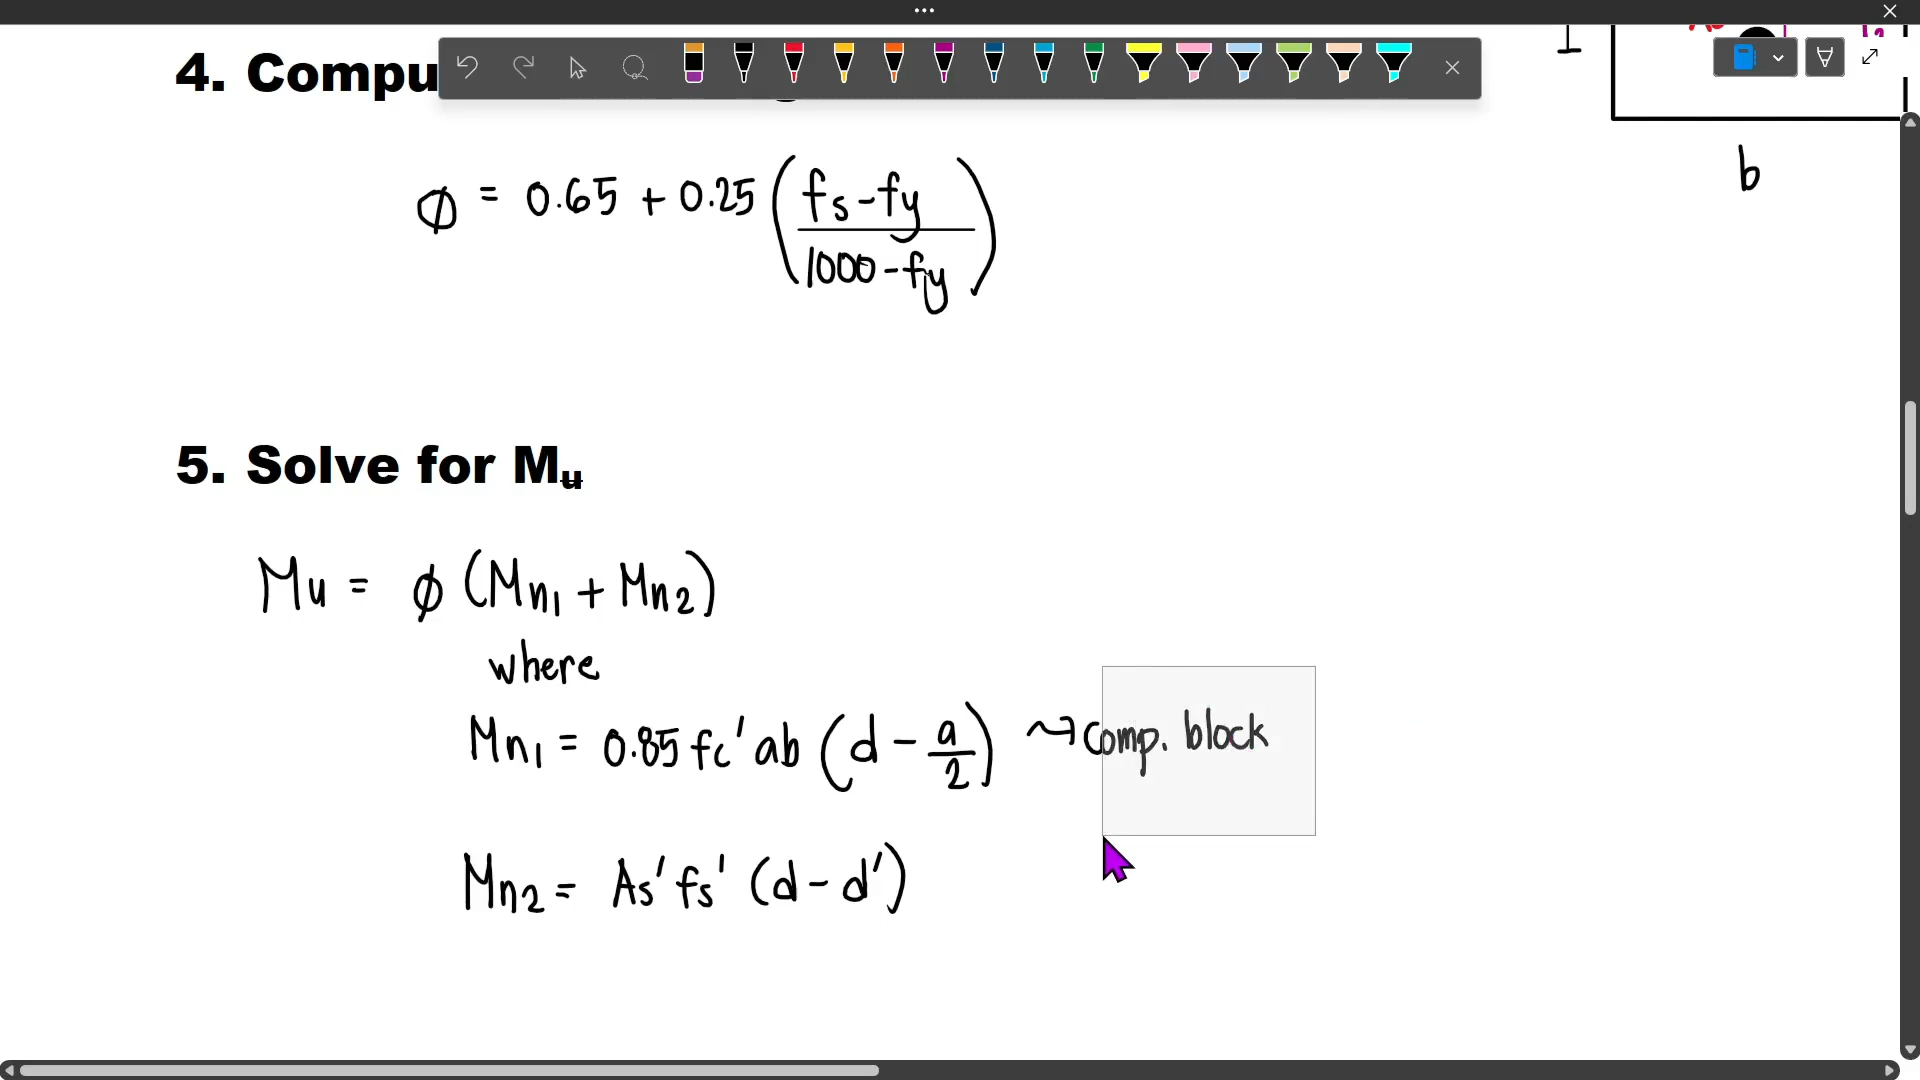 4. Compu
b
ϕ = 0.65 + 0.25 (fs - fy / 1000 - fy)
5. Solve for Mu
Mu = ϕ (Mn1 + Mn2)
where
Mn1 = 0.85 fc' ab (d - a/2) ⤳ comp. block
Mn2 = As' fs' (d - d')